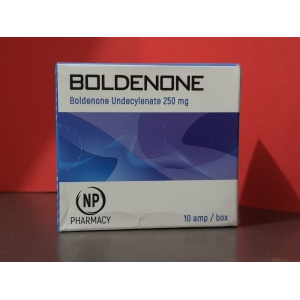 BOLDENONE
Boldenone Undecylenate 250 mg
NP
PHARMACY
10 amp / box